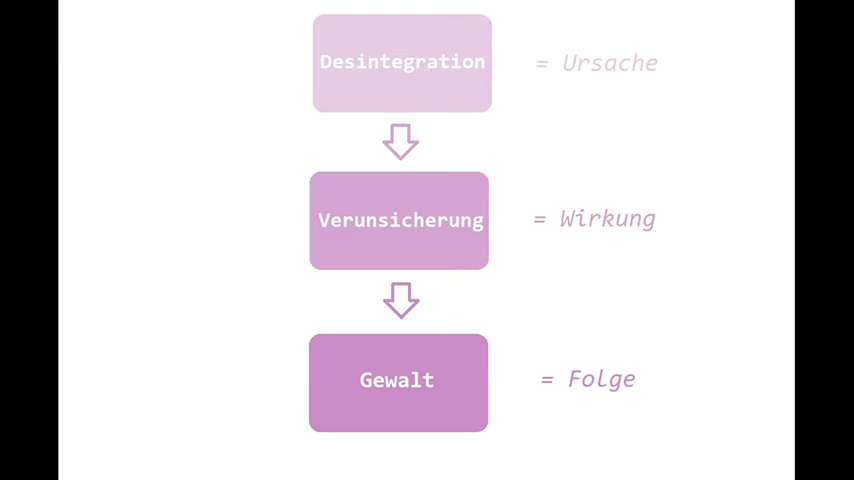 Desintegration = Ursache
Verunsicherung = Wirkung
Gewalt = Folge